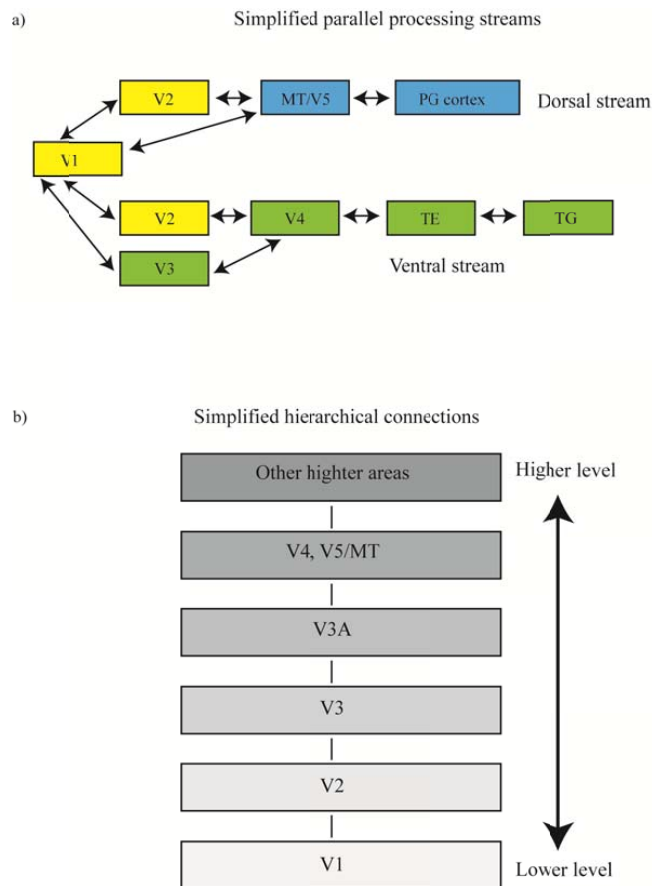 a) Simplified parallel processing streams
V2 MT/V5 PG cortex Dorsal stream
V1
V2 V4 TE TG
V3 Ventral stream
b) Simplified hierarchical connections
Other highter areas Higher level
V4, V5/MT
V3A
V3
V2
V1 Lower level